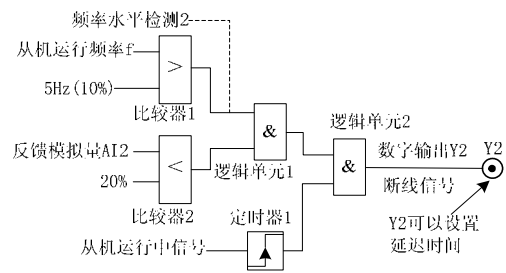 频率水平检测2
从机运行频率f
>
5Hz(10%)
比较器1
&
逻辑单元1
反馈模拟量AI2
<
20%
比较器2
逻辑单元2
&
数字输出Y2
Y2
断线信号
定时器1
从机运行中信号
Y2可以设置
延迟时间